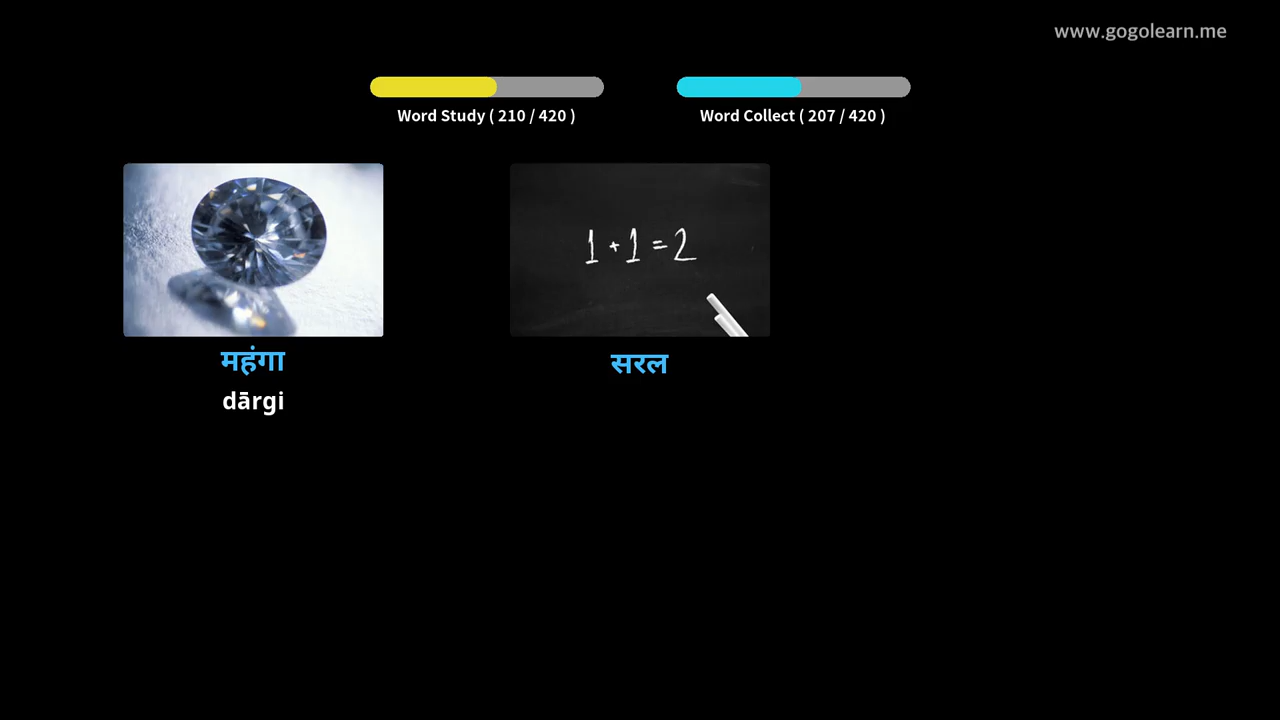 www.gogolearn.me
Word Study ( 210 / 420 )
Word Collect ( 207 / 420 )
1 + 1 = 2
महंगा
सरल
dārgi